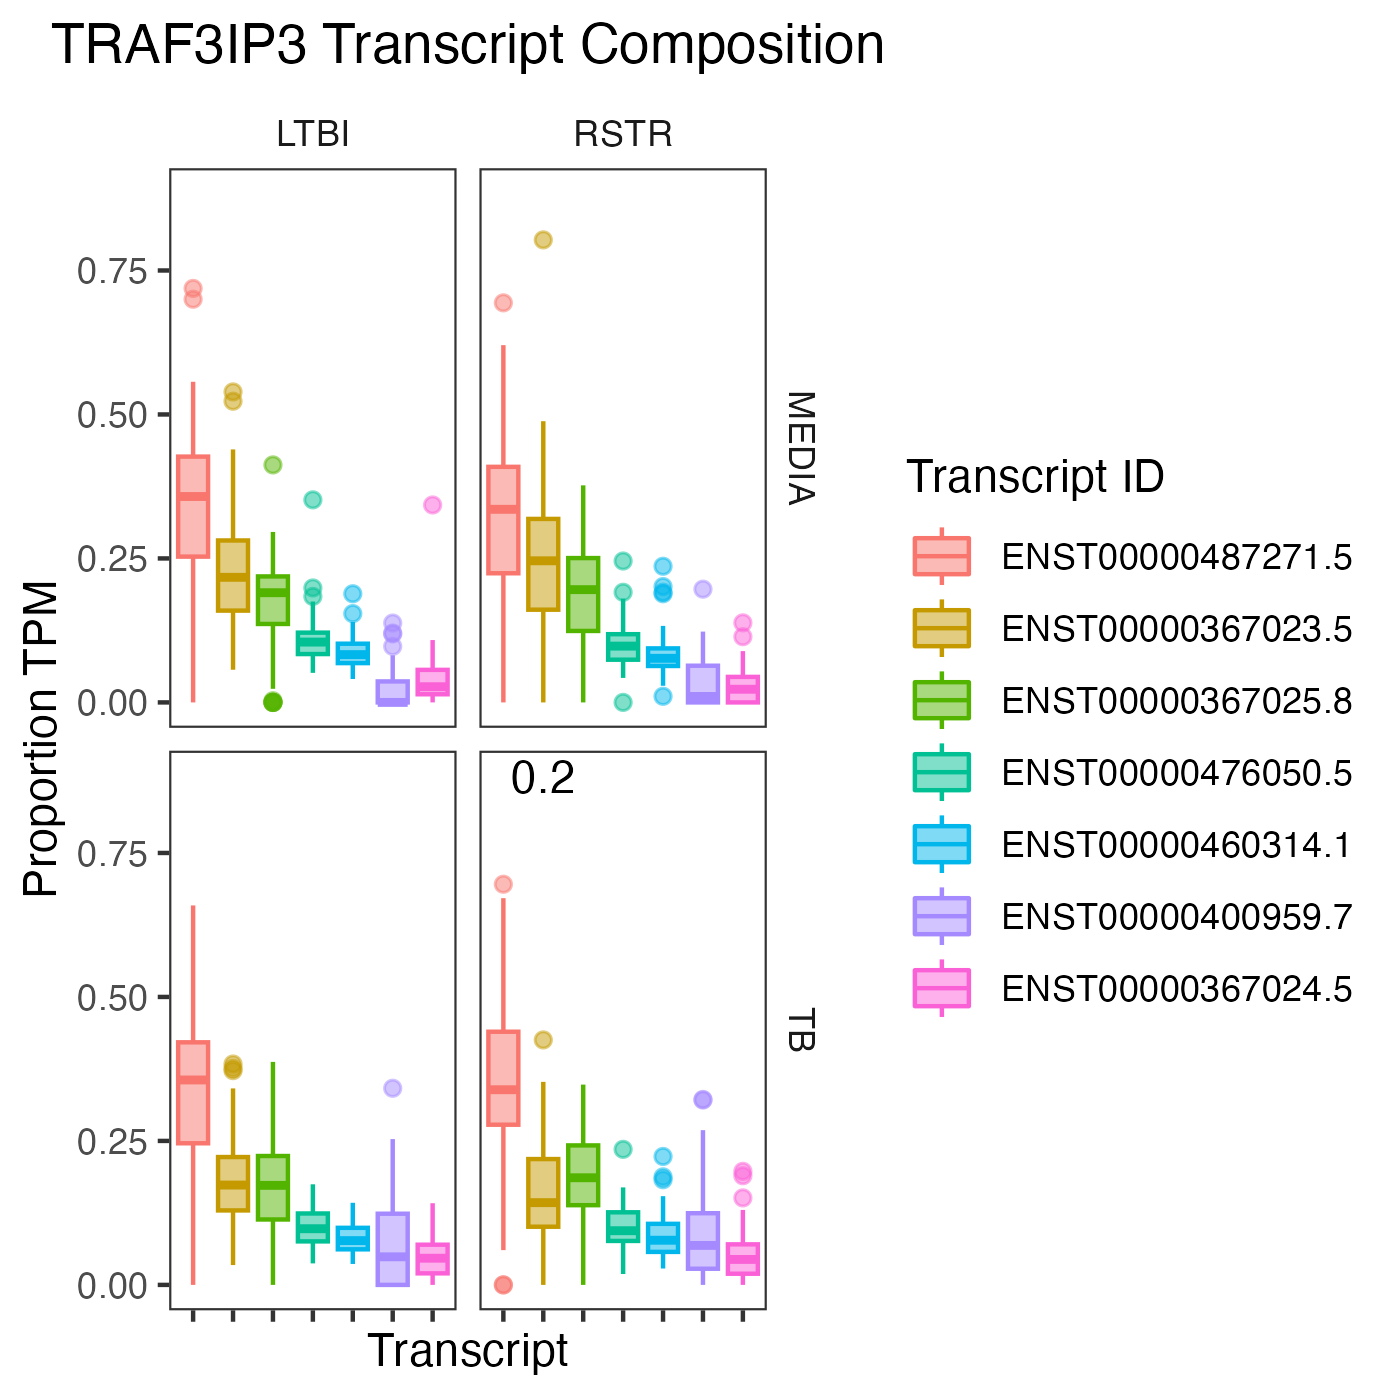 TRAF3IP3 Transcript Composition
LTBI
RSTR
0.75
0.50
0.25
0.00
MEDIA
0.2
0.75
0.50
0.25
0.00
TB
Proportion TPM
Transcript
Transcript ID
ENST00000487271.5
ENST00000367023.5
ENST00000367025.8
ENST00000476050.5
ENST00000460314.1
ENST00000400959.7
ENST00000367024.5